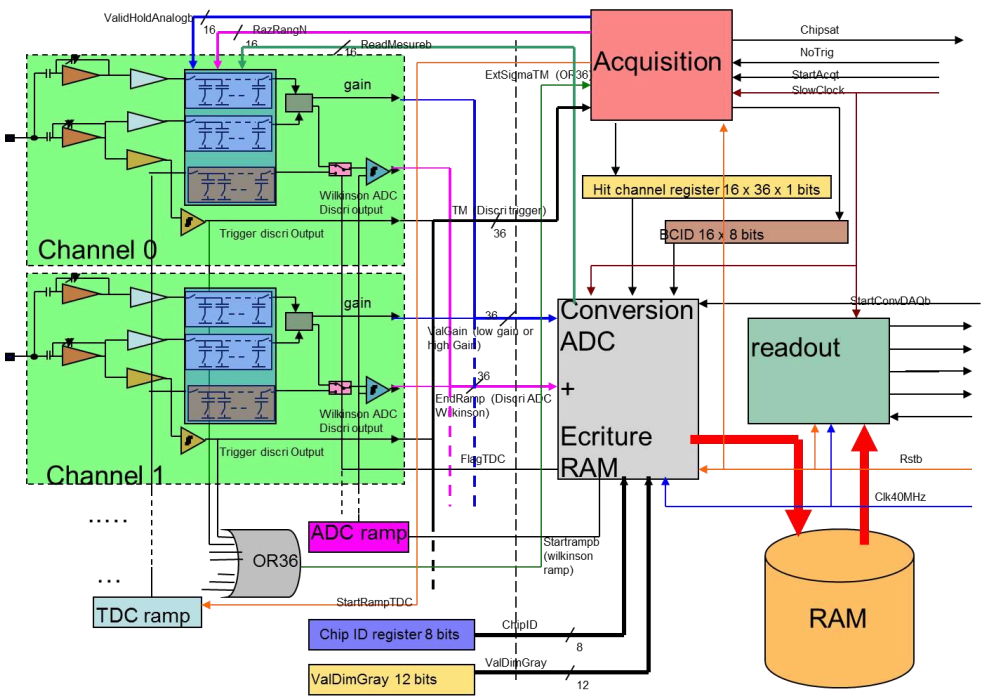 ValidHoldAnalogb
16
RazRangN
16
ReadMesureb
16
Acquisition
Chipsat
NoTrig
StartAcqt
SlowClock
ExtSigmaTM (OR36)
gain
Hit channel register 16 x 36 x 1 bits
BCID 16 x 8 bits
Wilkinson ADC
Discri output
TM (Discri trigger)
36
Trigger discri Output
Channel 0
gain
Conversion
ADC
+
Ecriture
RAM
StartConvDAQb
readout
36
ValGain (low gain or
high Gain)
36
EndRamp (Discri ADC
Wilkinson)
Wilkinson ADC
Discri output
Trigger discri Output
Channel 1
FlagTDC
Rstb
Clk40MHz
.....
ADC ramp
Startrampb
(wilkinson
ramp)
OR36
...
TDC ramp
StartRampTDC
RAM
Chip ID register 8 bits
ChipID
8
ValDimGray 12 bits
ValDimGray
12